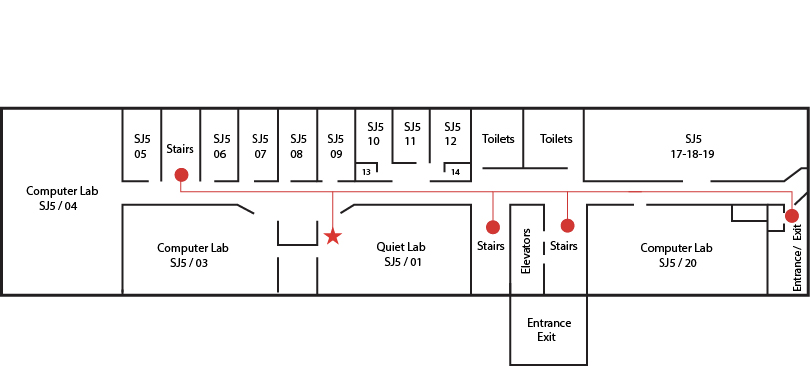 SJ5
05
Stairs
SJ5
06
SJ5
07
SJ5
08
SJ5
09
SJ5
10
SJ5
11
SJ5
12
13
14
Toilets
Toilets
SJ5
17-18-19
Computer Lab
SJ5 / 04
Computer Lab
SJ5 / 03
Quiet Lab
SJ5 / 01
Stairs
Elevators
Stairs
Computer Lab
SJ5 / 20
Entrance/ Exit
Entrance
Exit